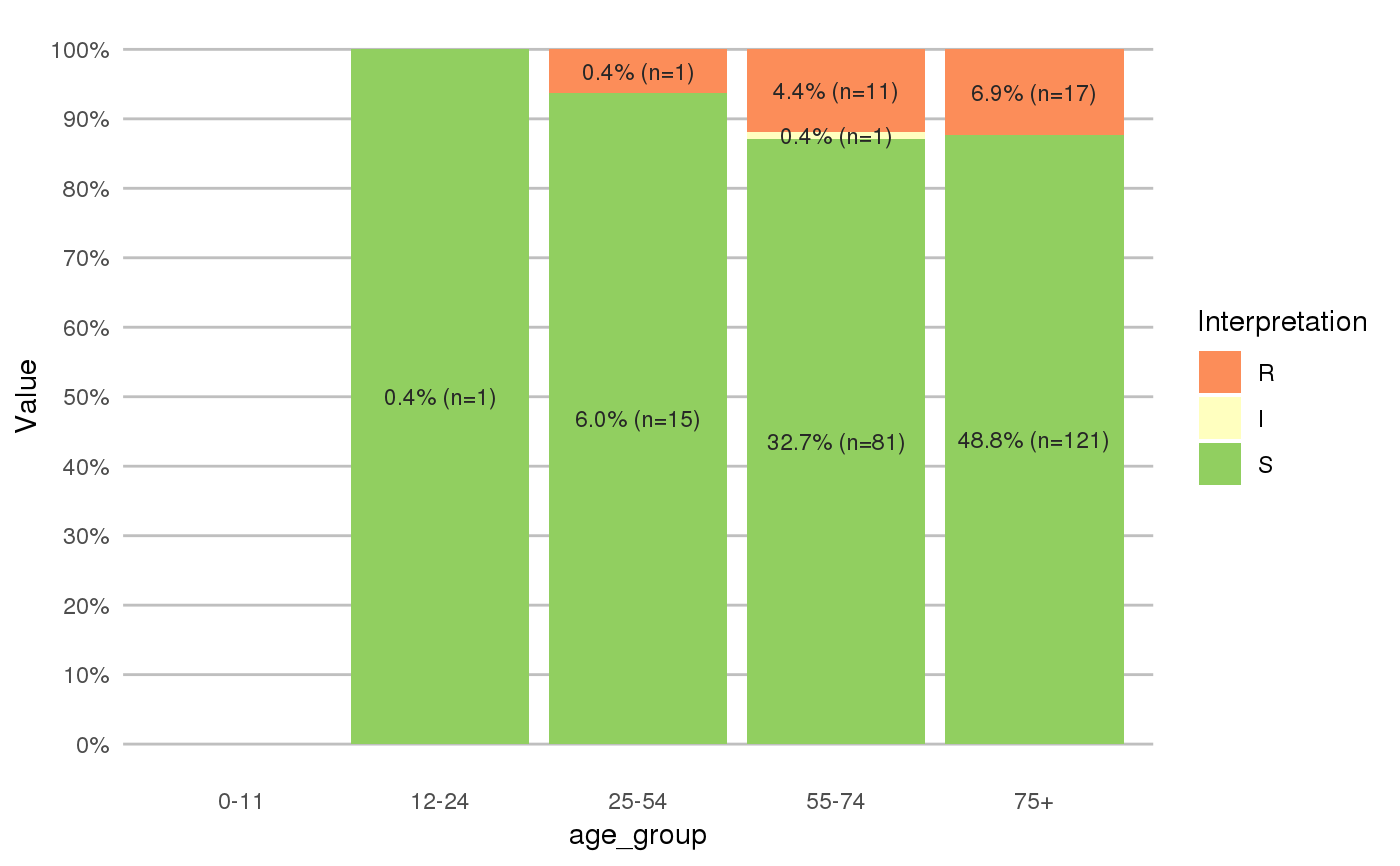 100%
90%
80%
70%
60%
50%
40%
30%
20%
10%
0%
Value
0.4% (n=1)
0.4% (n=1)
6.0% (n=15)
4.4% (n=11)
0.4% (n=1)
32.7% (n=81)
6.9% (n=17)
48.8% (n=121)
0-11
12-24
25-54
55-74
75+
age_group
Interpretation
R
I
S